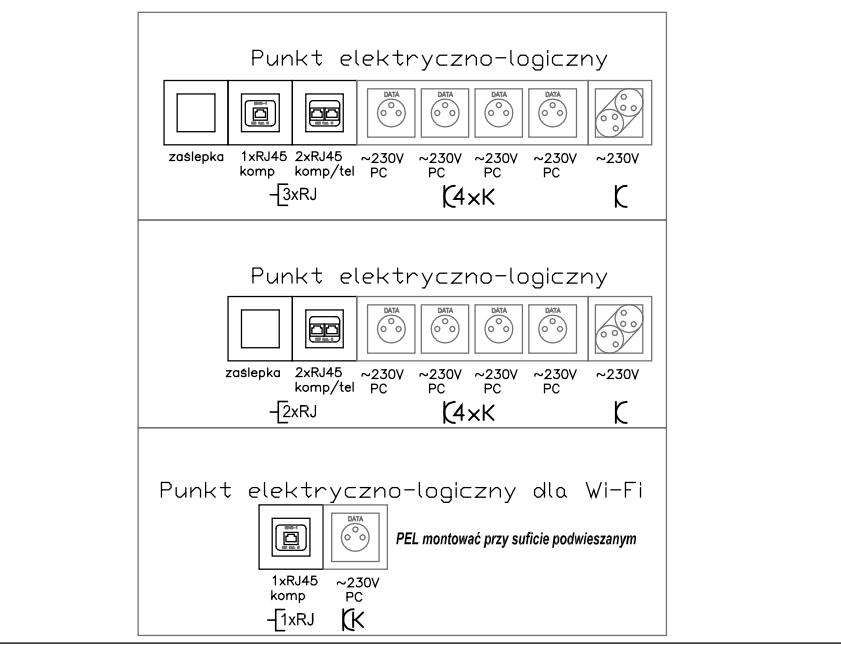 Punkt elektryczno-logiczny
DATA DATA DATA DATA
zaślepka 1xRJ45 2xRJ45 ~230V ~230V ~230V ~230V ~230V
komp komp/tel PC PC PC PC
3xRJ 4xK
Punkt elektryczno-logiczny
DATA DATA DATA DATA
zaślepka 2xRJ45 ~230V ~230V ~230V ~230V ~230V
komp/tel PC PC PC PC
2xRJ 4xK
Punkt elektryczno-logiczny dla Wi-Fi
DATA
PEL montować przy suficie podwieszanym
1xRJ45 ~230V
komp PC
1xRJ K